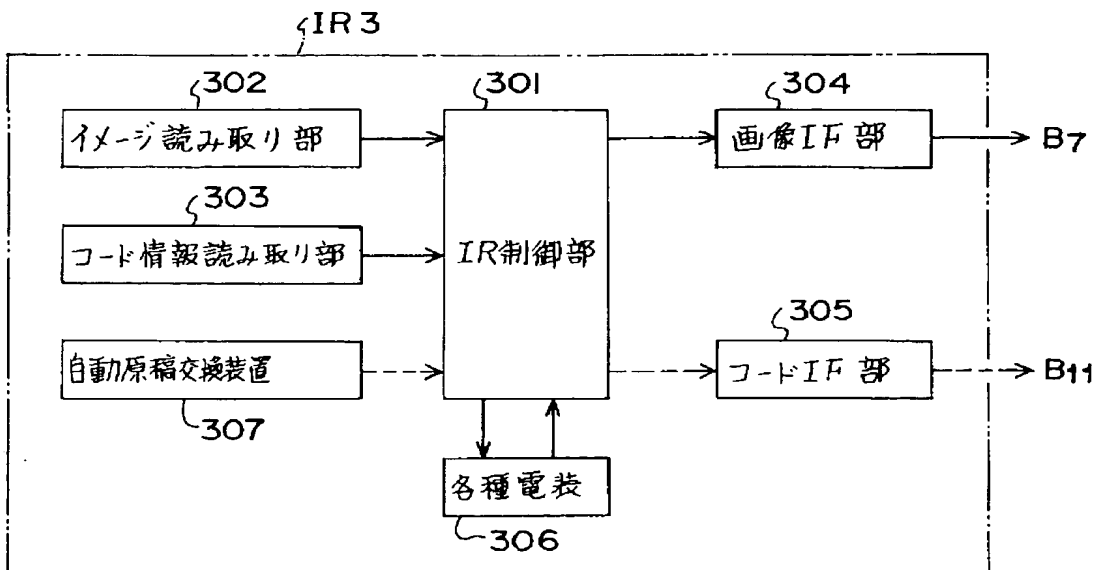 IR3
302
301
304
イメージ読み取り部
画像IF部
B7
303
コード情報読み取り部
IR制御部
305
自動原稿交換装置
コードIF部
B11
307
各種電装
306